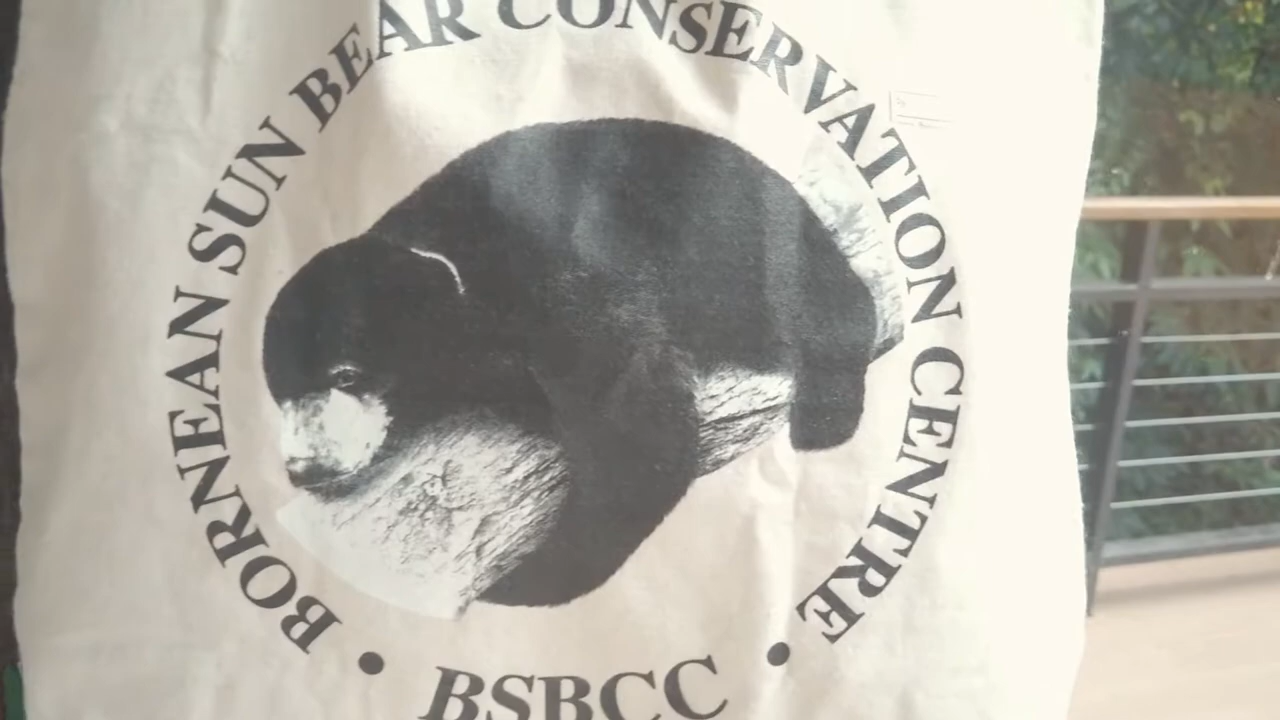 BORNEAN SUN BEAR CONSERVATION CENTRE
• BSBCC •